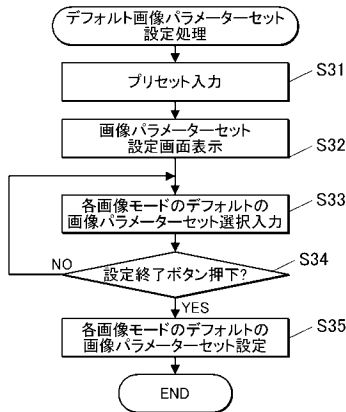 デフォルト画像パラメーターセット
設定処理
プリセット入力
S31
画像パラメーターセット
設定画面表示
S32
各画像モードのデフォルトの
画像パラメーターセット選択入力
S33
設定終了ボタン押下?
S34
NO
YES
各画像モードのデフォルトの
画像パラメーターセット設定
S35
END